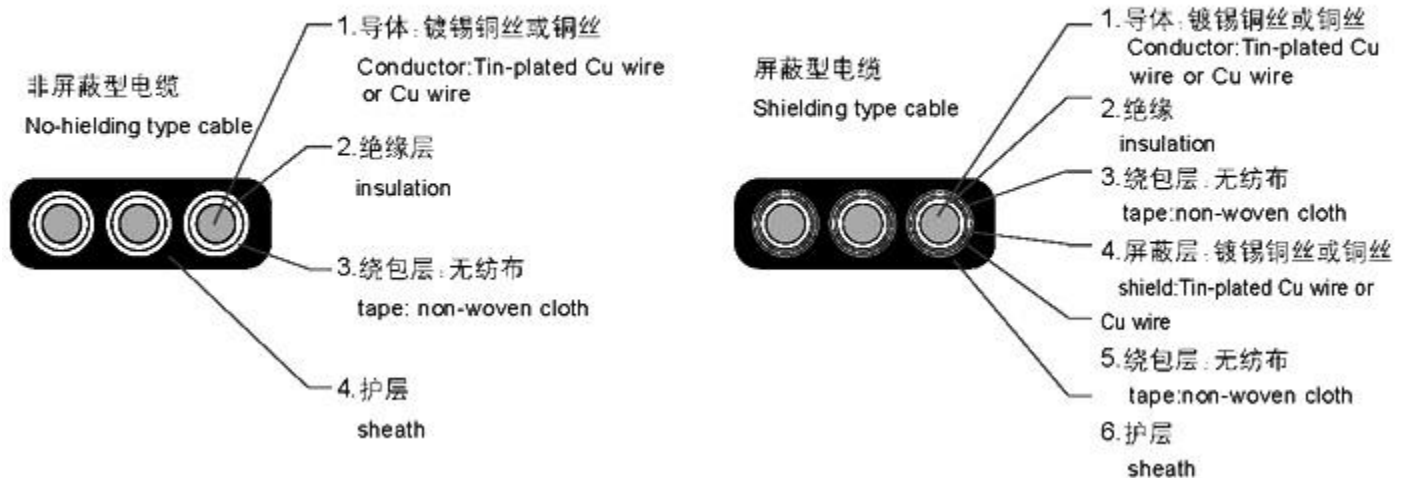 非屏蔽型电缆
No-hielding type cable
1.导体:镀锡铜丝或铜丝
Conductor:Tin-plated Cu wire
or Cu wire
2.绝缘层
insulation
3.绕包层:无纺布
tape: non-woven cloth
4.护层
sheath
屏蔽型电缆
Shielding type cable
1.导体:镀锡铜丝或铜丝
Conductor:Tin-plated Cu
wire or Cu wire
2.绝缘
insulation
3.绕包层:无纺布
tape:non-woven cloth
4.屏蔽层:镀锡铜丝或铜丝
shield:Tin-plated Cu wire or
Cu wire
5.绕包层:无纺布
tape:non-woven cloth
6.护层
sheath